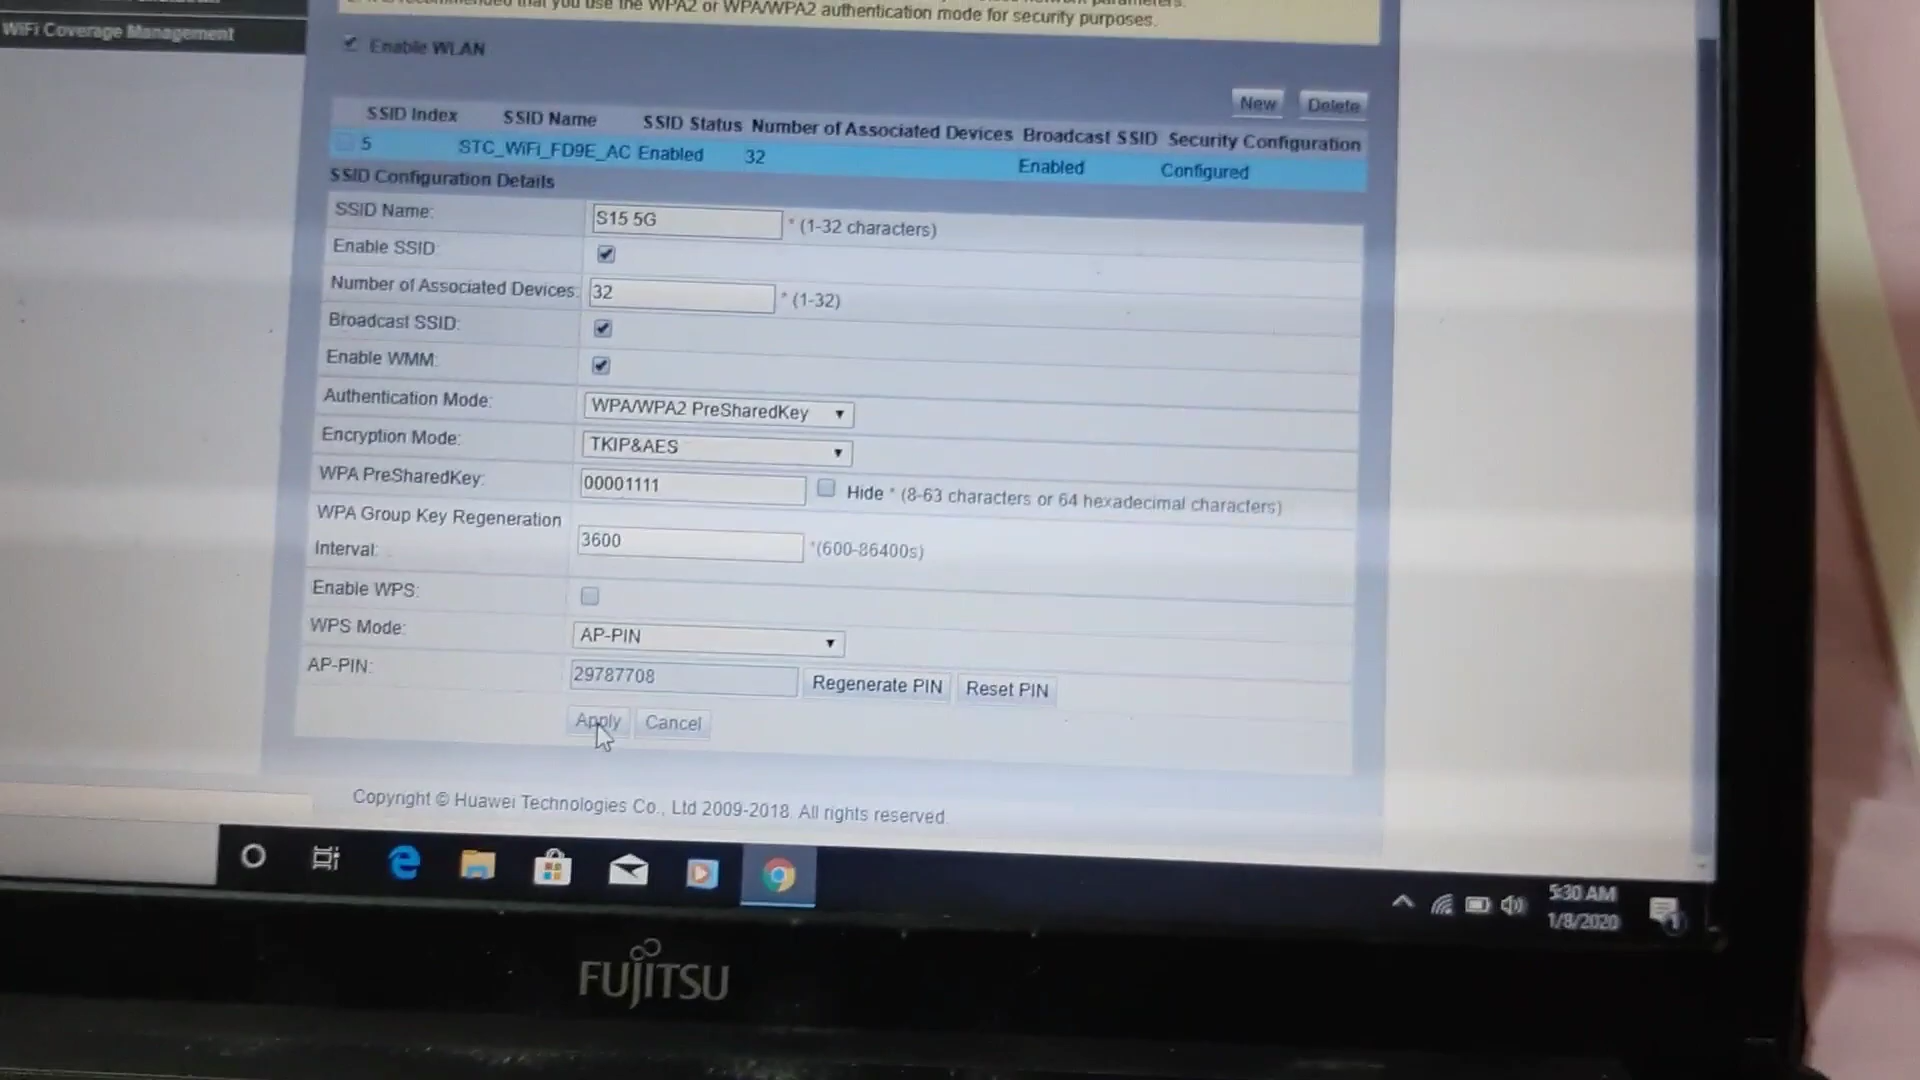 that you use the WPA2 or WPA/WPA2 authentication mode for security purposes.
WiFi Coverage Management
Enable WLAN
New Delete
SSID Index SSID Name SSID Status Number of Associated Devices Broadcast SSID Security Configuration
5 STC_WiFi_FD9E_AC Enabled 32 Enabled Configured
SSID Configuration Details
SSID Name: S15 5G * (1-32 characters)
Enable SSID:
Number of Associated Devices: 32 * (1-32)
Broadcast SSID:
Enable WMM:
Authentication Mode: WPA/WPA2 PreSharedKey
Encryption Mode: TKIP&AES
WPA PreSharedKey: 00001111 Hide * (8-63 characters or 64 hexadecimal characters)
WPA Group Key Regeneration
Interval: 3600 *(600-86400s)
Enable WPS:
WPS Mode: AP-PIN
AP-PIN: 29787708 Regenerate PIN Reset PIN
Apply Cancel
Copyright © Huawei Technologies Co., Ltd 2009-2018. All rights reserved.
5:30 AM
1/8/2020
1
FUJITSU